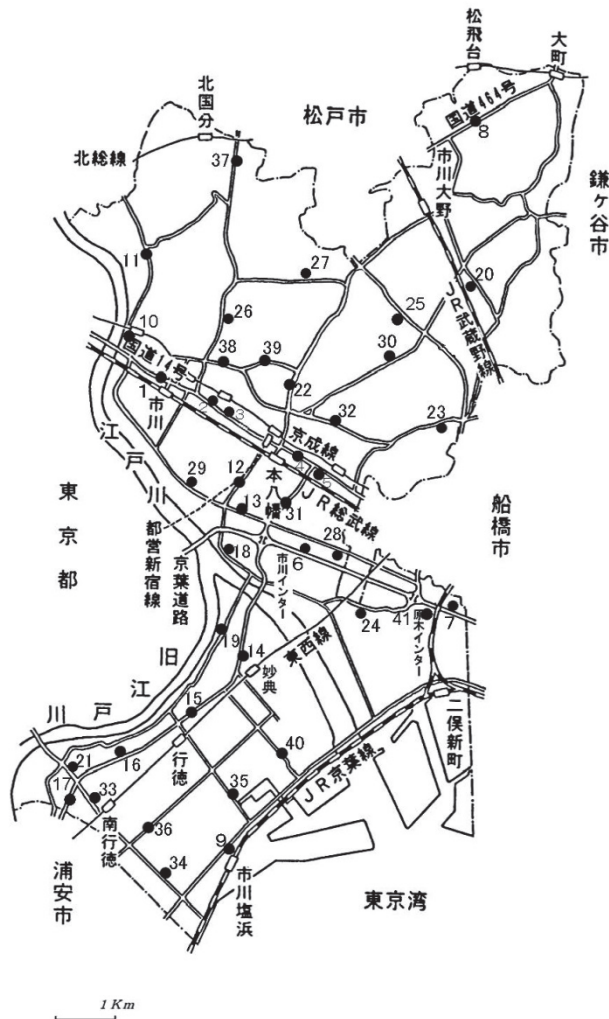 松飛台
大町
北国分
松戸市
国道464号
8
北総線
37
市川大野
鎌ヶ谷市
11
27
20
26
25
JR武蔵野線
10
国道14号
38
39
30
1
市川
2
3
22
32
23
京成線
江戸川
29
12
本八幡
4
5
13
31
JR総武線
東京都
都営新宿線
京葉道路
18
市川インター
6
28
船橋市
24
41
原木インター
7
19
14
東西線
妙典
旧江戸川
15
行徳
二俣新町
16
40
21
17
33
南行徳
35
JR京葉線
36
9
34
市川塩浜
浦安市
東京湾
1 Km